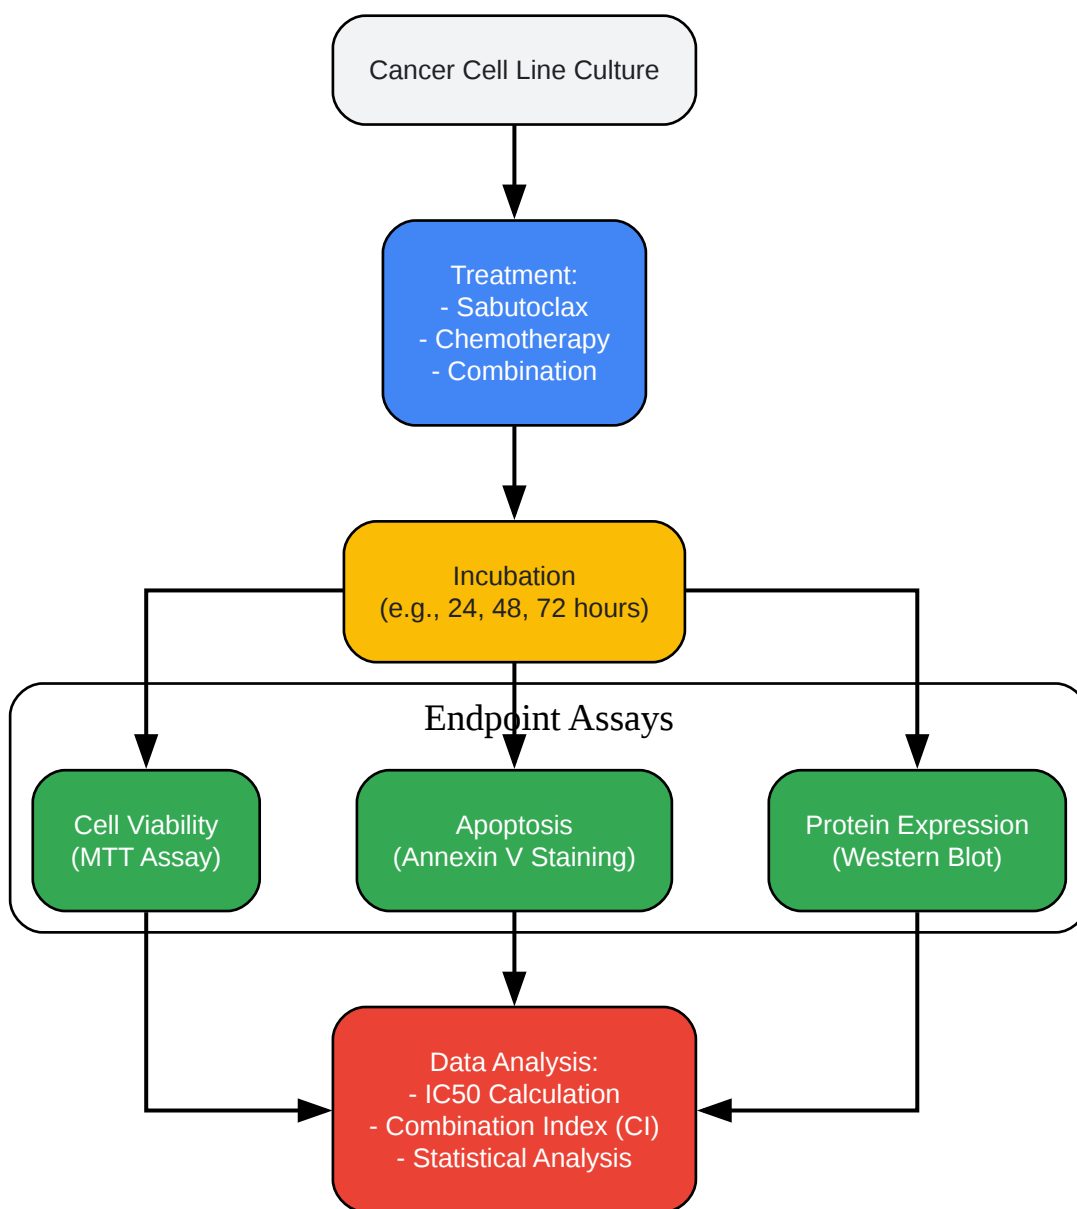 Cancer Cell Line Culture
Treatment:
- Sabutoclax
- Chemotherapy
- Combination
Incubation
(e.g., 24, 48, 72 hours)
Endpoint Assays
Cell Viability
(MTT Assay)
Apoptosis
(Annexin V Staining)
Protein Expression
(Western Blot)
Data Analysis:
- IC50 Calculation
- Combination Index (CI)
- Statistical Analysis